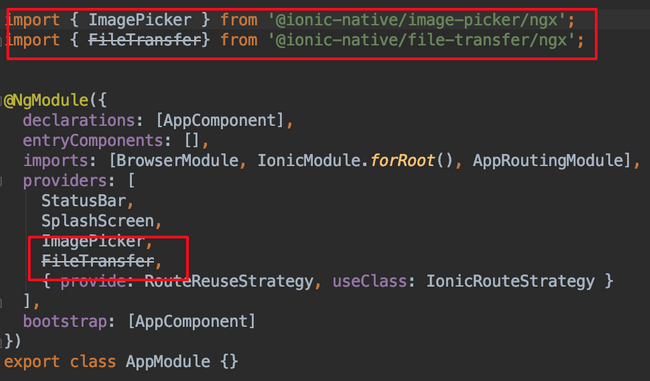 import { ImagePicker } from '@ionic-native/image-picker/ngx';
import { FileTransfer} from '@ionic-native/file-transfer/ngx';
@NgModule({
declarations: [AppComponent],
entryComponents: [],
imports: [BrowserModule, IonicModule.forRoot(), AppRoutingModule],
providers: [
StatusBar,
SplashScreen,
ImagePicker,
FileTransfer,
{ provide: RouteReuseStrategy, useClass: IonicRouteStrategy }
],
bootstrap: [AppComponent]
})
export class AppModule {}